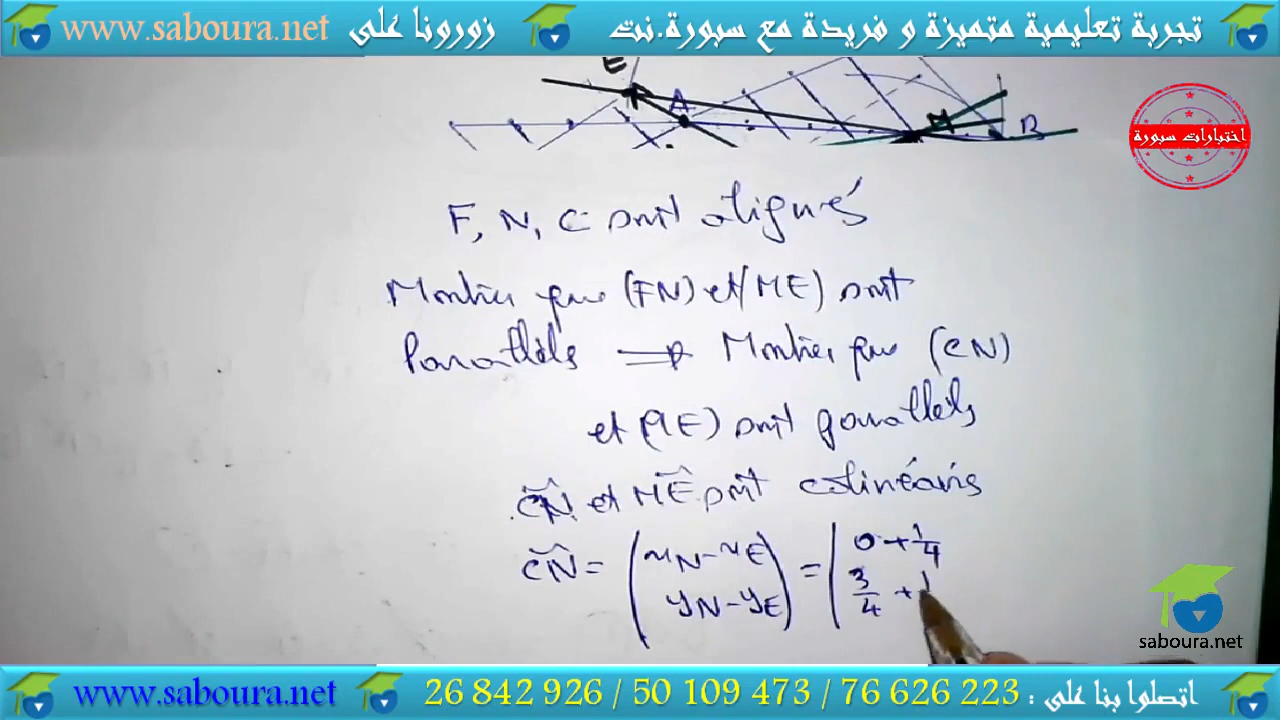 www.saboura.net زورونا على تجربة تعليمية متميزة و فريدة مع سبورة.نت
E
A
M
B
اختبارات سبورة
F, N, C sont alignés
Montrer que (FN) et (ME) sont
Parallèls ⟹ Montrer que (CN)
et (ME) sont parallèls
CN et ME sont colinéairs
CN = (xN - xE) = (0 + 1/4
yN - yE) 3/4 + 1
saboura.net
www.saboura.net 26 842 926 / 50 109 473 / 76 626 223 : اتصلوا بنا على